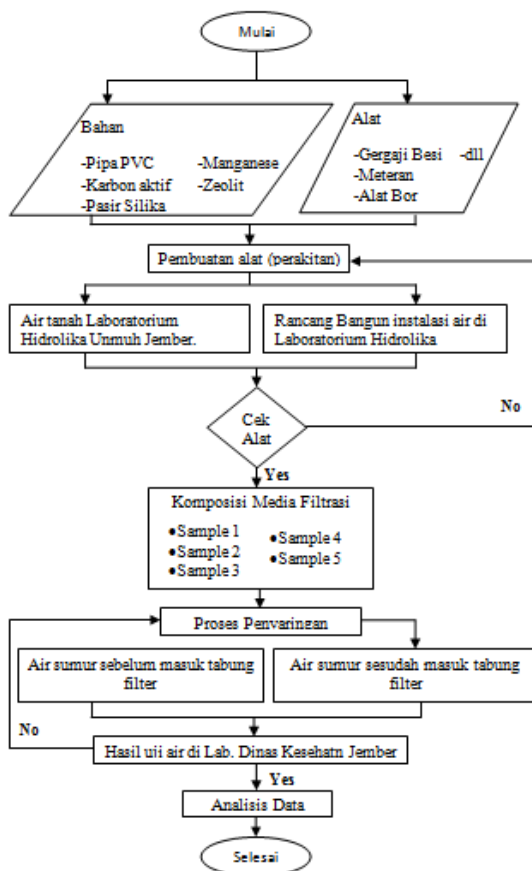 Mulai
Bahan
-Pipa PVC -Manganese
-Karbon aktif -Zeolit
-Pasir Silika
Alat
-Gergaji Besi -dll
-Meteran
-Alat Bor
Pembuatan alat (perakitan)
Air tanah Laboratorium
Hidrolika Unmuh Jember.
Rancang Bangun instalasi air di
Laboratorium Hidrolika
Cek
Alat
No
Yes
Komposisi Media Filtrasi
•Sample 1
•Sample 2
•Sample 3
•Sample 4
•Sample 5
Proses Penyaringan
Air sumur sebelum masuk tabung
filter
Air sumur sesudah masuk tabung
filter
No
Hasil uji air di Lab. Dinas Kesehatn Jember
Yes
Analisis Data
Selesai